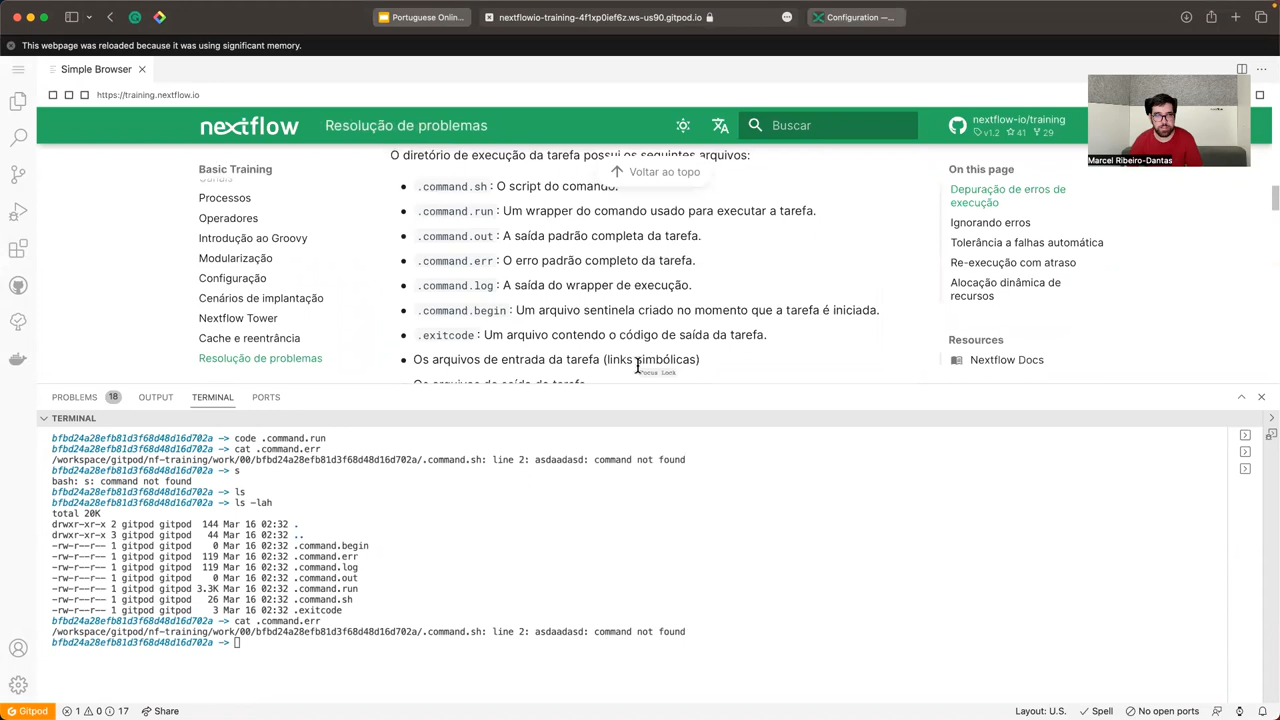 Portuguese Onlin...
nextflowio-training-4f1xp0ief6z.ws-us90.gitpod.io
Configuration —...
This webpage was reloaded because it was using significant memory.
Simple Browser
https://training.nextflow.io
nextflow
Resolução de problemas
Buscar
nextflow-io/training
v1.2 41 29
Marcel Ribeiro-Dantas
Basic Training
Processos
Operadores
Introdução ao Groovy
Modularização
Configuração
Cenários de implantação
Nextflow Tower
Cache e reentrância
Resolução de problemas
O diretório de execução da tarefa possui os seguintes arquivos:
Voltar ao topo
.command.sh : O script do comando.
.command.run : Um wrapper do comando usado para executar a tarefa.
.command.out : A saída padrão completa da tarefa.
.command.err : O erro padrão completo da tarefa.
.command.log : A saída do wrapper de execução.
.command.begin : Um arquivo sentinela criado no momento que a tarefa é iniciada.
.exitcode : Um arquivo contendo o código de saída da tarefa.
Os arquivos de entrada da tarefa (links simbólicas)
Focus Lock
On this page
Depuração de erros de
execução
Ignorando erros
Tolerância a falhas automática
Re-execução com atraso
Alocação dinâmica de
recursos
Resources
Nextflow Docs
PROBLEMS 18 OUTPUT TERMINAL PORTS
TERMINAL
bfbd24a28efb81d3f68d48d16d702a -> code .command.run
bfbd24a28efb81d3f68d48d16d702a -> cat .command.err
/workspace/gitpod/nf-training/work/00/bfbd24a28efb81d3f68d48d16d702a/.command.sh: line 2: asdaadasd: command not found
bfbd24a28efb81d3f68d48d16d702a -> s
bash: s: command not found
bfbd24a28efb81d3f68d48d16d702a -> ls
bfbd24a28efb81d3f68d48d16d702a -> ls -lah
total 20K
drwxr-xr-x 2 gitpod gitpod 144 Mar 16 02:32 .
drwxr-xr-x 3 gitpod gitpod 44 Mar 16 02:32 ..
-rw-r--r-- 1 gitpod gitpod 0 Mar 16 02:32 .command.begin
-rw-r--r-- 1 gitpod gitpod 119 Mar 16 02:32 .command.err
-rw-r--r-- 1 gitpod gitpod 119 Mar 16 02:32 .command.log
-rw-r--r-- 1 gitpod gitpod 0 Mar 16 02:32 .command.out
-rw-r--r-- 1 gitpod gitpod 3.3K Mar 16 02:32 .command.run
-rw-r--r-- 1 gitpod gitpod 26 Mar 16 02:32 .command.sh
-rw-r--r-- 1 gitpod gitpod 3 Mar 16 02:32 .exitcode
bfbd24a28efb81d3f68d48d16d702a -> cat .command.err
/workspace/gitpod/nf-training/work/00/bfbd24a28efb81d3f68d48d16d702a/.command.sh: line 2: asdaadasd: command not found
bfbd24a28efb81d3f68d48d16d702a ->
Gitpod 1 0 17 Share Layout: U.S. Spell No open ports